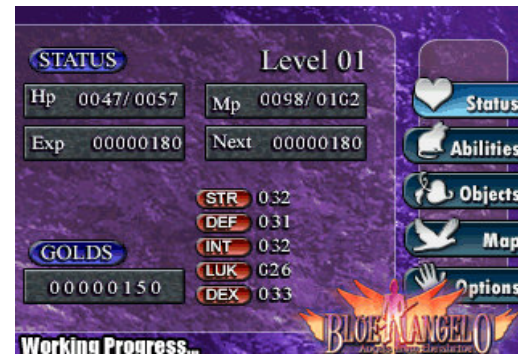 STATUS
Level 01
Hp 0047/0057
Mp 0098/0102
Exp 00000180
Next 00000180
STR 032
DEF 031
INT 032
LUK 026
DEX 033
GOLDS
00000150
Status
Abilities
Objects
Map
Options
BLUE ANGELO
Working Progress...